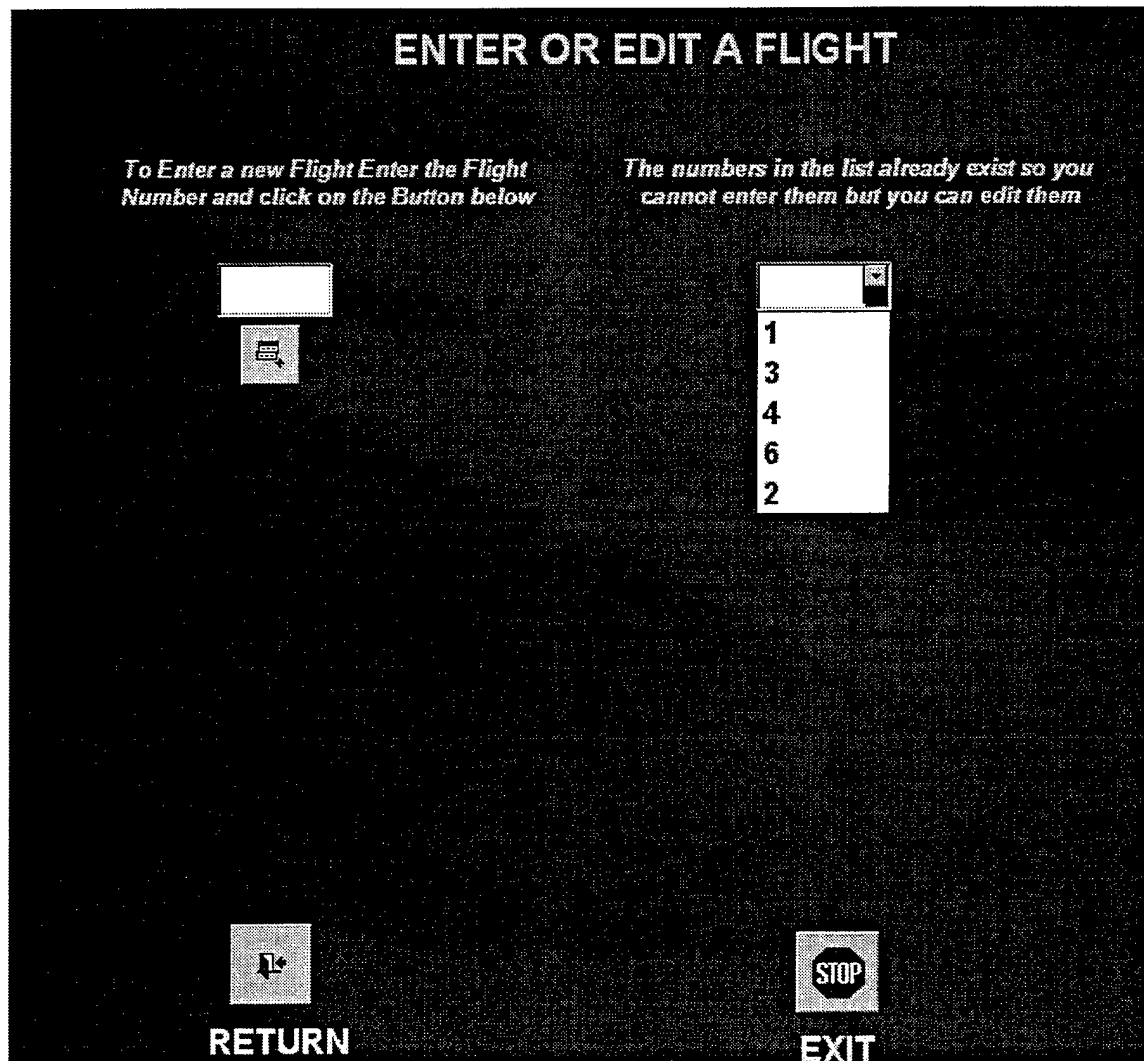 ENTER OR EDIT A FLIGHT
To Enter a new Flight Enter the Flight
Number and click on the Button below
The numbers in the list already exist so you
cannot enter them but you can edit them
1
3
4
6
2
STOP
RETURN
EXIT